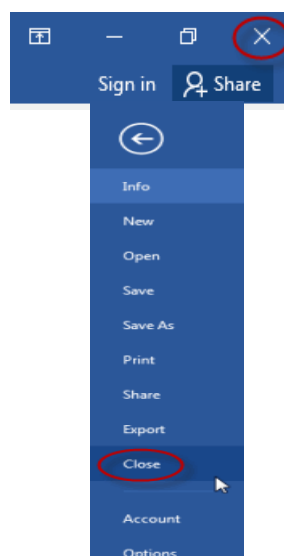 Sign in Share
Info
New
Open
Save
Save As
Print
Share
Export
Close
Account
Options